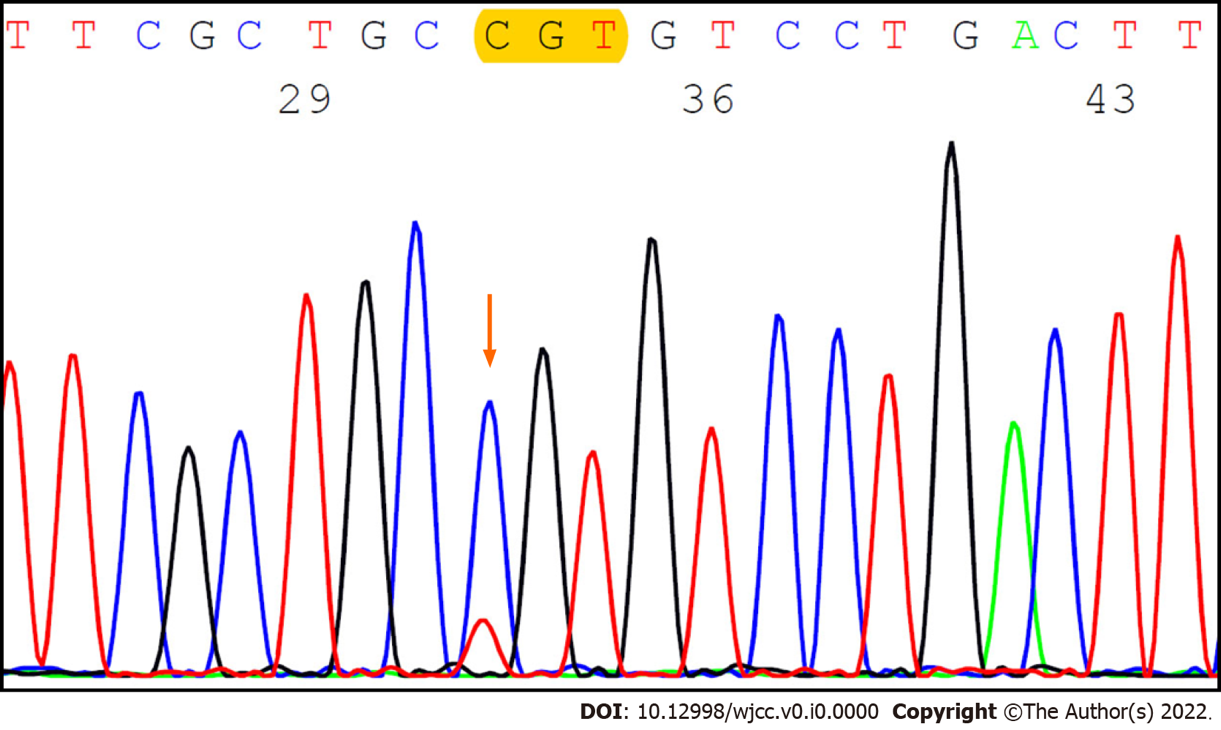 T T C G C T G C C G T G T C C T G A C T T
29 36 43
DOI: 10.12998/wjcc.v0.i0.0000 Copyright ©The Author(s) 2022.